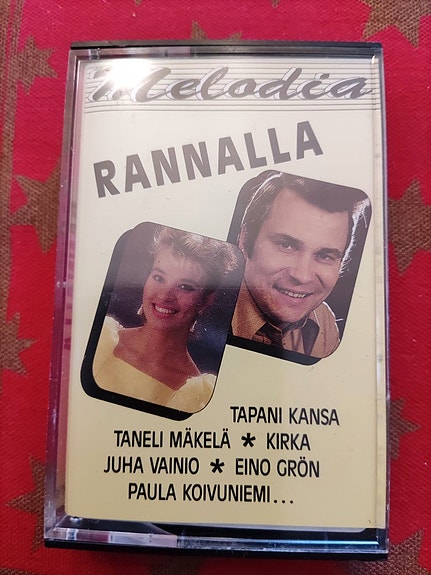 Melodia
RANNALLA
TAPANI KANSA
TANELI MÄKELÄ * KIRKA
JUHA VAINIO * EINO GRÖN
PAULA KOIVUNIEMI...